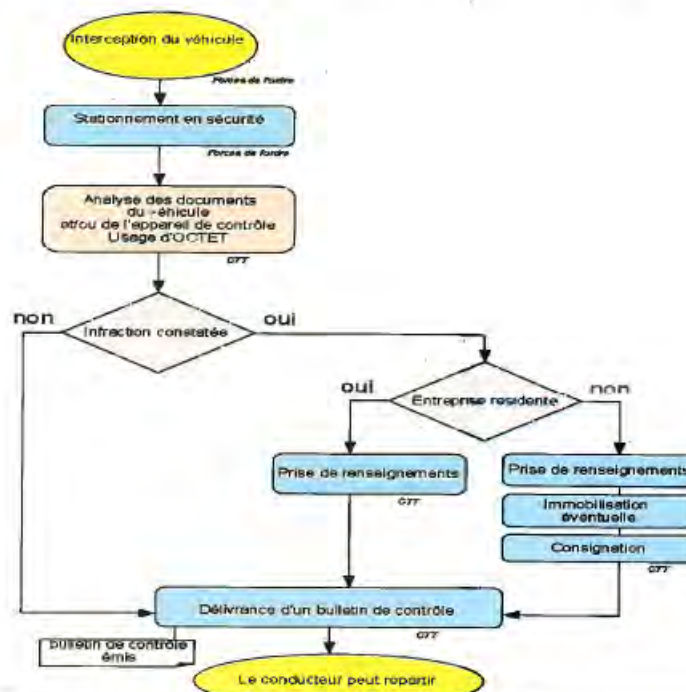 Interception du véhicule
Forces de l'ordre
Stationnement en sécurité
Forces de l'ordre
Analyse des documents
du véhicule
et/ou de l'appareil de contrôle
Usage d'OCTET
CTT
non
oui
Infraction constatée
oui
non
Entreprise residente
Prise de renseignements
CTT
Prise de renseignements
Immobilisation
éventuelle
Consignation
CTT
Délivrance d'un bulletin de contrôle
CTT
bulletin de contrôle
émis
Le conducteur peut repartir